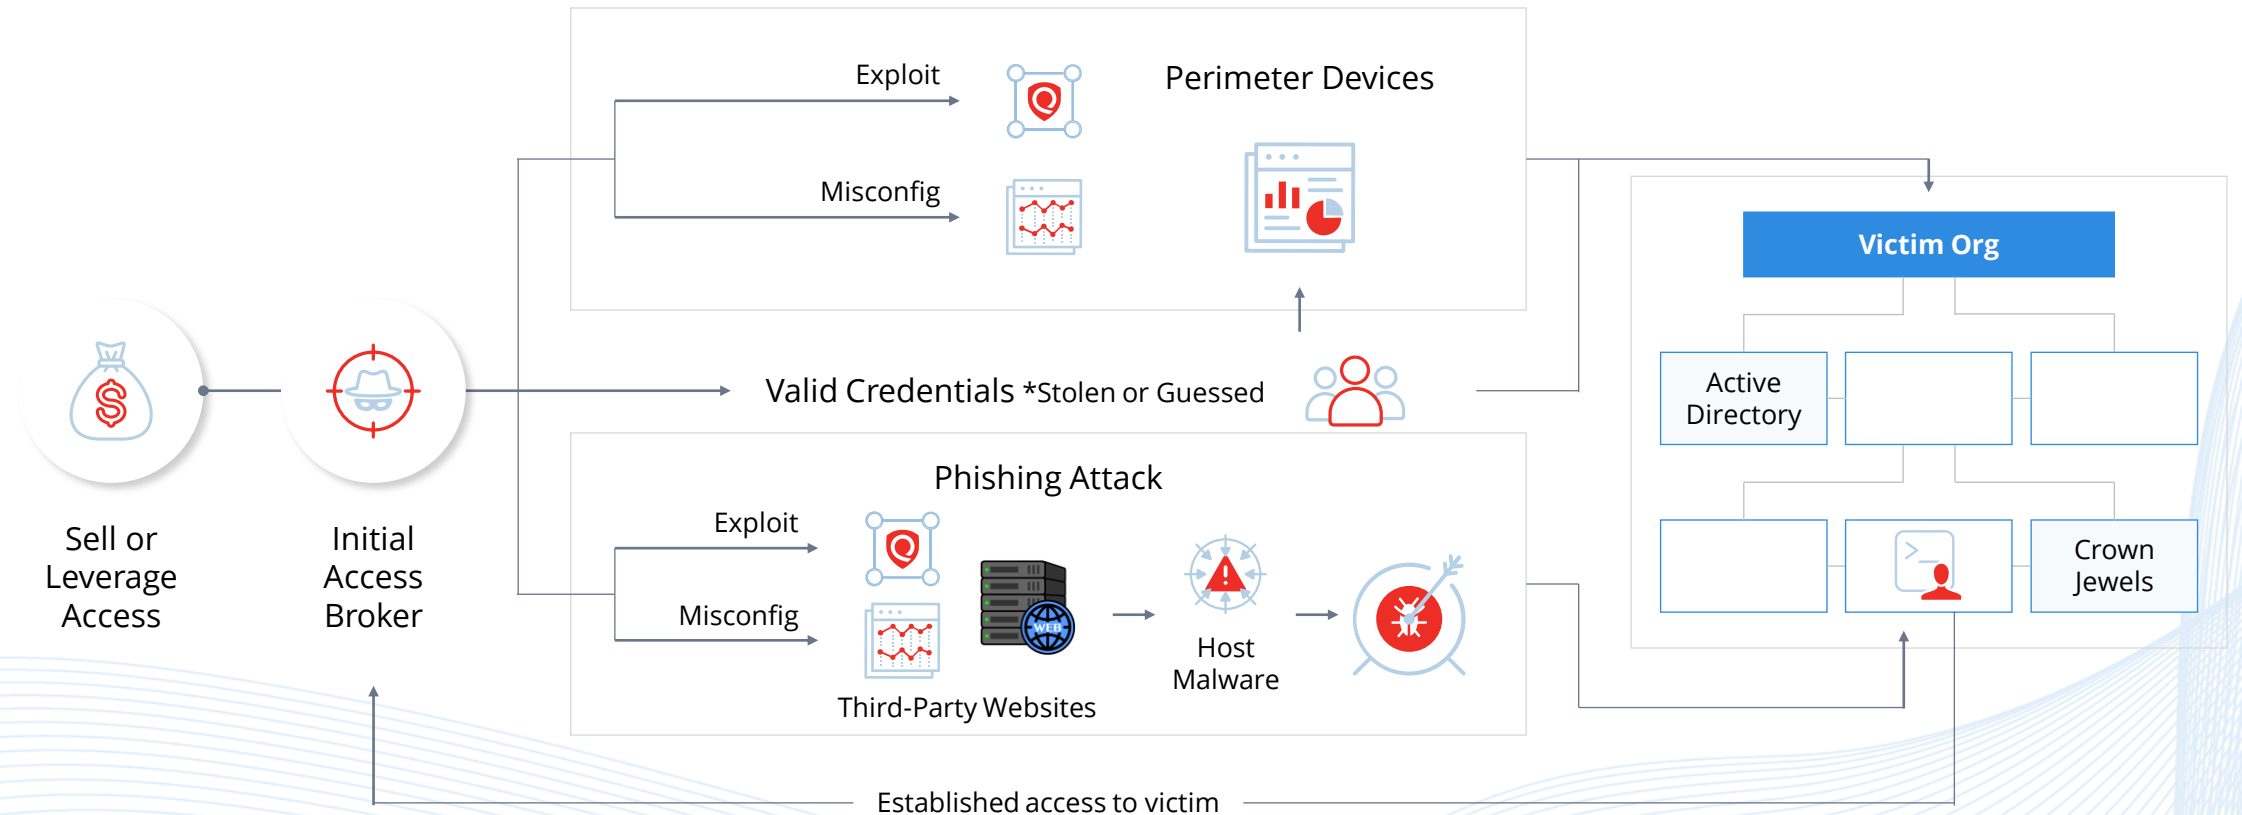 Exploit
Perimeter Devices
Misconfig
Victim Org
Valid Credentials *Stolen or Guessed
Active
Directory
Phishing Attack
Exploit
Misconfig
WEB
Third-Party Websites
Host
Malware
Crown
Jewels
Sell or
Leverage
Access
Initial
Access
Broker
Established access to victim